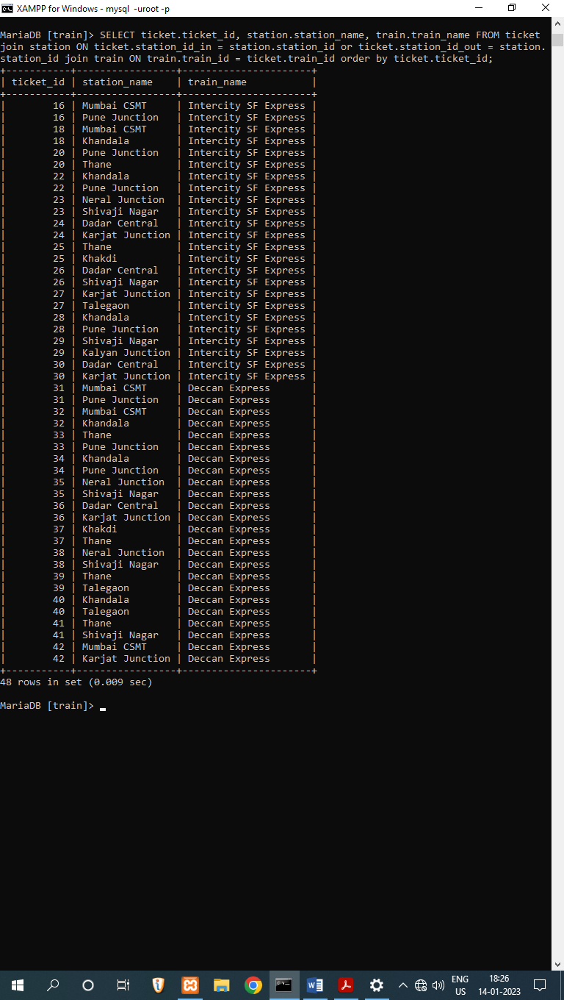 XAMPP for Windows - mysql -uroot -p
MariaDB [train]> SELECT ticket.ticket_id, station.station_name, train.train_name FROM ticket
join station ON ticket.station_id_in = station.station_id or ticket.station_id_out = station.
station_id join train ON train.train_id = ticket.train_id order by ticket.ticket_id;
+-----------+-----------------+----------------------+
| ticket_id | station_name    | train_name           |
+-----------+-----------------+----------------------+
|        16 | Mumbai CSMT     | Intercity SF Express |
|        16 | Pune Junction   | Intercity SF Express |
|        18 | Mumbai CSMT     | Intercity SF Express |
|        18 | Khandala        | Intercity SF Express |
|        20 | Pune Junction   | Intercity SF Express |
|        20 | Thane           | Intercity SF Express |
|        22 | Khandala        | Intercity SF Express |
|        22 | Pune Junction   | Intercity SF Express |
|        23 | Neral Junction  | Intercity SF Express |
|        23 | Shivaji Nagar   | Intercity SF Express |
|        24 | Dadar Central   | Intercity SF Express |
|        24 | Karjat Junction | Intercity SF Express |
|        25 | Thane           | Intercity SF Express |
|        25 | Khakdi          | Intercity SF Express |
|        26 | Dadar Central   | Intercity SF Express |
|        26 | Shivaji Nagar   | Intercity SF Express |
|        27 | Karjat Junction | Intercity SF Express |
|        27 | Talegaon        | Intercity SF Express |
|        28 | Khandala        | Intercity SF Express |
|        28 | Pune Junction   | Intercity SF Express |
|        29 | Shivaji Nagar   | Intercity SF Express |
|        29 | Kalyan Junction | Intercity SF Express |
|        30 | Dadar Central   | Intercity SF Express |
|        30 | Karjat Junction | Intercity SF Express |
|        31 | Mumbai CSMT     | Deccan Express       |
|        31 | Pune Junction   | Deccan Express       |
|        32 | Mumbai CSMT     | Deccan Express       |
|        32 | Khandala        | Deccan Express       |
|        33 | Thane           | Deccan Express       |
|        33 | Pune Junction   | Deccan Express       |
|        34 | Khandala        | Deccan Express       |
|        34 | Pune Junction   | Deccan Express       |
|        35 | Neral Junction  | Deccan Express       |
|        35 | Shivaji Nagar   | Deccan Express       |
|        36 | Dadar Central   | Deccan Express       |
|        36 | Karjat Junction | Deccan Express       |
|        37 | Khakdi          | Deccan Express       |
|        37 | Thane           | Deccan Express       |
|        38 | Neral Junction  | Deccan Express       |
|        38 | Shivaji Nagar   | Deccan Express       |
|        39 | Thane           | Deccan Express       |
|        39 | Talegaon        | Deccan Express       |
|        40 | Khandala        | Deccan Express       |
|        40 | Talegaon        | Deccan Express       |
|        41 | Thane           | Deccan Express       |
|        41 | Shivaji Nagar   | Deccan Express       |
|        42 | Mumbai CSMT     | Deccan Express       |
|        42 | Karjat Junction | Deccan Express       |
+-----------+-----------------+----------------------+
48 rows in set (0.009 sec)
MariaDB [train]>
ENG
US
18:26
14-01-2023